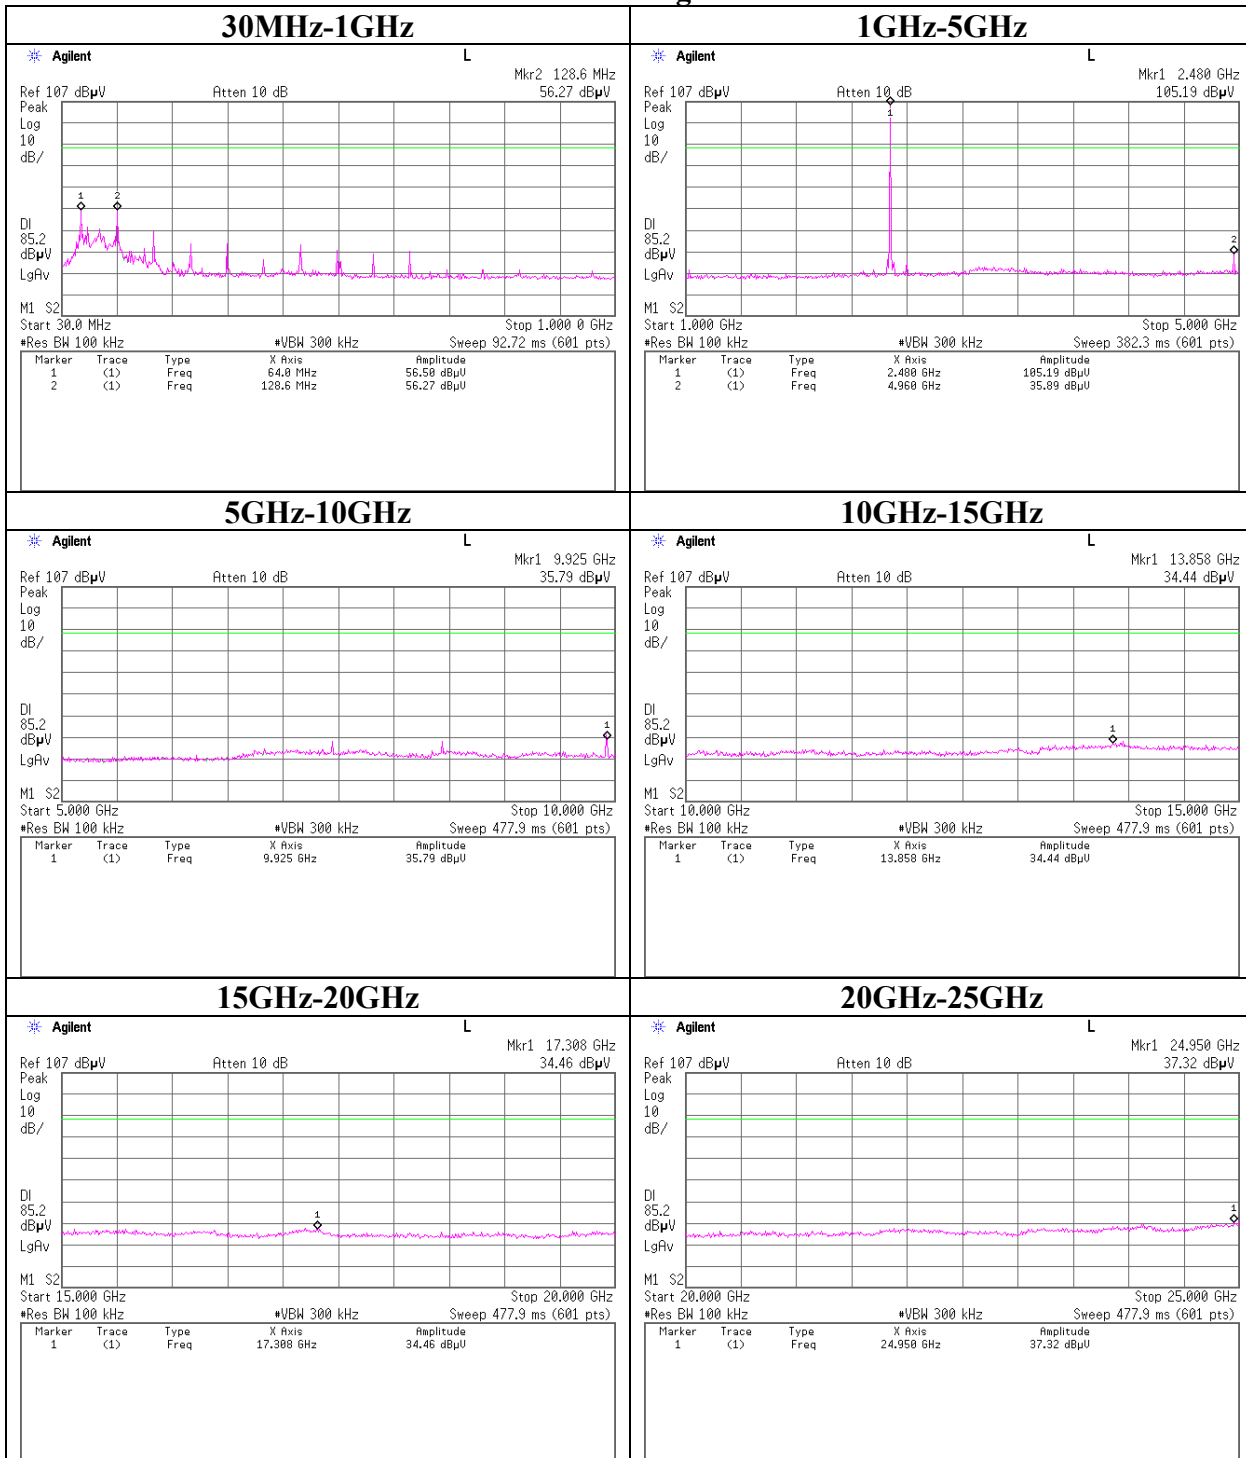 30MHz-1GHz
Agilent L
Mkr2 128.6 MHz
Ref 107 dBµV Atten 10 dB 56.27 dBµV
Peak
Log
10
dB/
1 2
DI
85.2
dBµV
LgAv
M1 S2
Start 30.0 MHz Stop 1.000 0 GHz
#Res BW 100 kHz #VBW 300 kHz Sweep 92.72 ms (601 pts)
Marker Trace Type X Axis Amplitude
1 (1) Freq 64.0 MHz 56.50 dBµV
2 (1) Freq 128.6 MHz 56.27 dBµV
1GHz-5GHz
Agilent L
Mkr1 2.480 GHz
Ref 107 dBµV Atten 10 dB 105.19 dBµV
Peak
Log
10
dB/
1
2
DI
85.2
dBµV
LgAv
M1 S2
Start 1.000 GHz Stop 5.000 GHz
#Res BW 100 kHz #VBW 300 kHz Sweep 382.3 ms (601 pts)
Marker Trace Type X Axis Amplitude
1 (1) Freq 2.480 GHz 105.19 dBµV
2 (1) Freq 4.960 GHz 35.89 dBµV
5GHz-10GHz
Agilent L
Mkr1 9.925 GHz
Ref 107 dBµV Atten 10 dB 35.79 dBµV
Peak
Log
10
dB/
DI
85.2
1
dBµV
LgAv
M1 S2
Start 5.000 GHz Stop 10.000 GHz
#Res BW 100 kHz #VBW 300 kHz Sweep 477.9 ms (601 pts)
Marker Trace Type X Axis Amplitude
1 (1) Freq 9.925 GHz 35.79 dBµV
10GHz-15GHz
Agilent L
Mkr1 13.858 GHz
Ref 107 dBµV Atten 10 dB 34.44 dBµV
Peak
Log
10
dB/
DI
85.2
1
dBµV
LgAv
M1 S2
Start 10.000 GHz Stop 15.000 GHz
#Res BW 100 kHz #VBW 300 kHz Sweep 477.9 ms (601 pts)
Marker Trace Type X Axis Amplitude
1 (1) Freq 13.858 GHz 34.44 dBµV
15GHz-20GHz
Agilent L
Mkr1 17.308 GHz
Ref 107 dBµV Atten 10 dB 34.46 dBµV
Peak
Log
10
dB/
DI
85.2
1
dBµV
LgAv
M1 S2
Start 15.000 GHz Stop 20.000 GHz
#Res BW 100 kHz #VBW 300 kHz Sweep 477.9 ms (601 pts)
Marker Trace Type X Axis Amplitude
1 (1) Freq 17.308 GHz 34.46 dBµV
20GHz-25GHz
Agilent L
Mkr1 24.950 GHz
Ref 107 dBµV Atten 10 dB 37.32 dBµV
Peak
Log
10
dB/
DI
1
85.2
dBµV
LgAv
M1 S2
Start 20.000 GHz Stop 25.000 GHz
#Res BW 100 kHz #VBW 300 kHz Sweep 477.9 ms (601 pts)
Marker Trace Type X Axis Amplitude
1 (1) Freq 24.950 GHz 37.32 dBµV